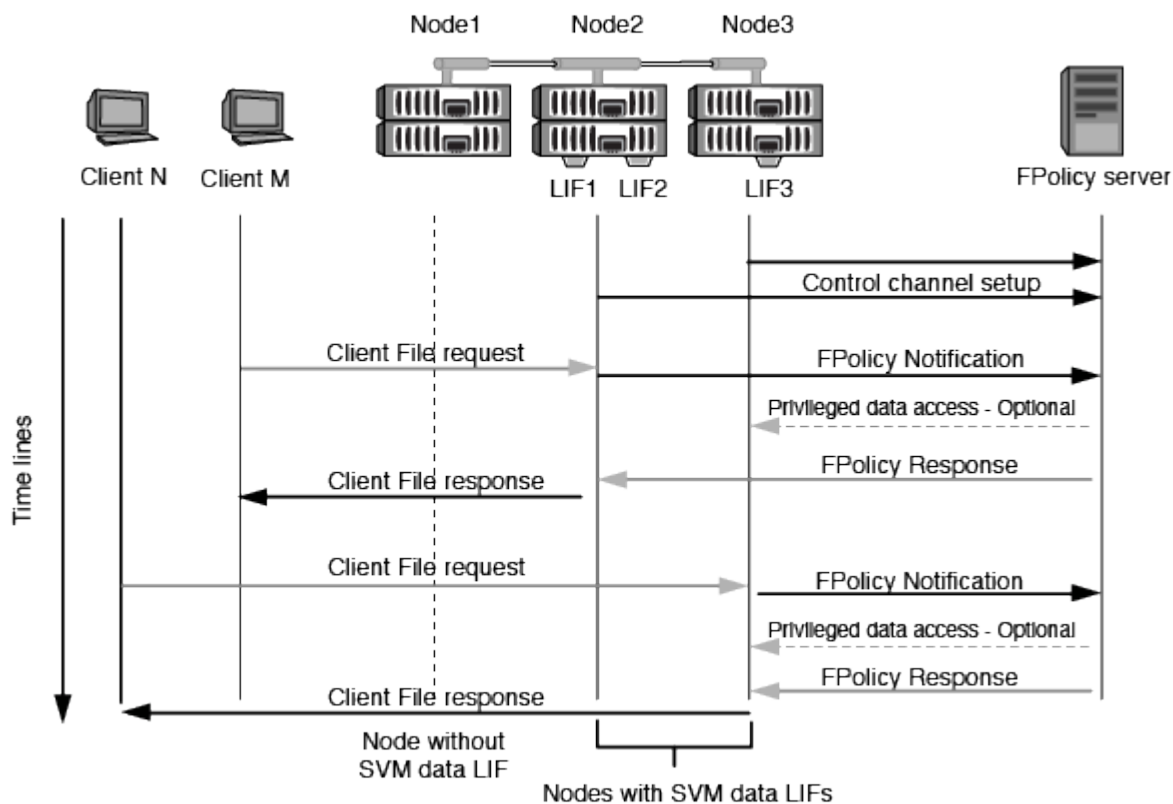 Node1
Node2
Node3
Client N
Client M
LIF1
LIF2
LIF3
FPolicy server
Control channel setup
Client File request
FPolicy Notification
Privileged data access - Optional
FPolicy Response
Client File response
Time lines
Client File request
FPolicy Notification
Privileged data access - Optional
FPolicy Response
Client File response
Node without
SVM data LIF
Nodes with SVM data LIFs